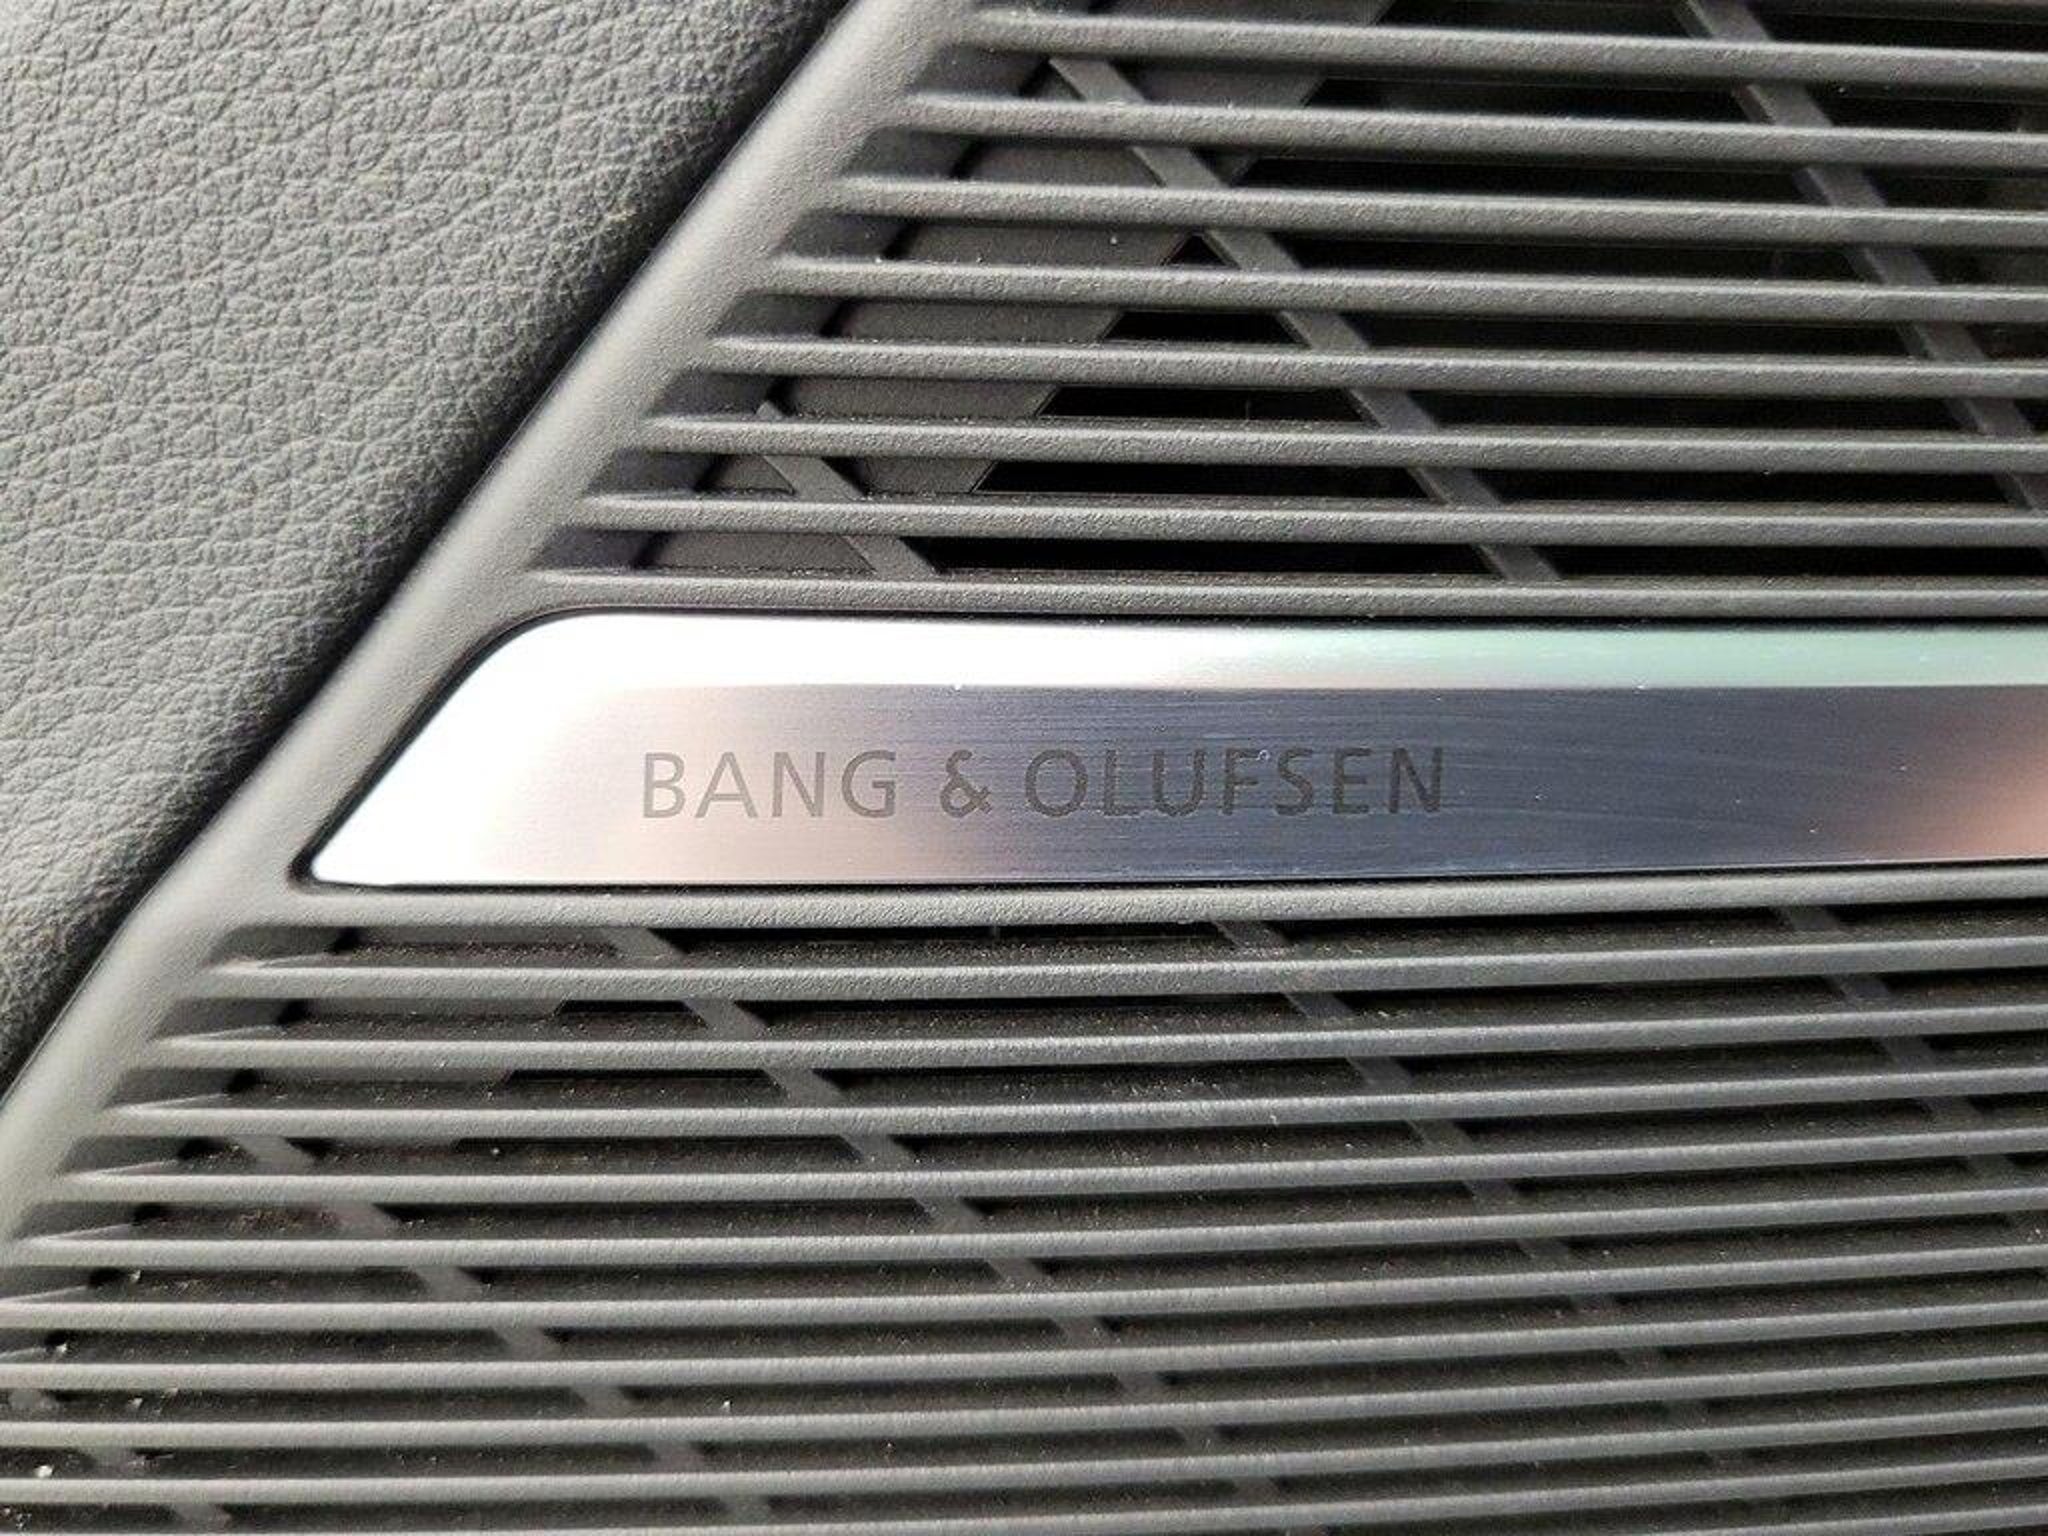 BANG & OLUFSEN